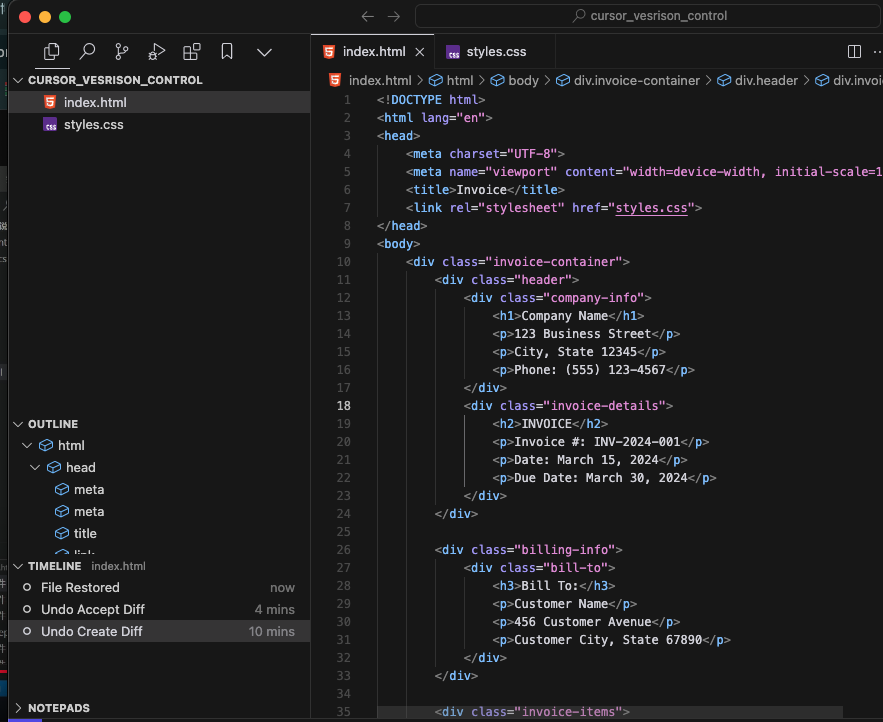 cursor_vesrison_control
index.html
styles.css
CURSOR_VESRISON_CONTROL
index.html
styles.css
index.html > html > body > div.invoice-container > div.header > div.invoi
1 <!DOCTYPE html>
2 <html lang="en">
3 <head>
4 <meta charset="UTF-8">
5 <meta name="viewport" content="width=device-width, initial-scale=1
6 <title>Invoice</title>
7 <link rel="stylesheet" href="styles.css">
8 </head>
9 <body>
10 <div class="invoice-container">
11 <div class="header">
12 <div class="company-info">
13 <h1>Company Name</h1>
14 <p>123 Business Street</p>
15 <p>City, State 12345</p>
16 <p>Phone: (555) 123-4567</p>
17 </div>
18 <div class="invoice-details">
19 <h2>INVOICE</h2>
20 <p>Invoice #: INV-2024-001</p>
21 <p>Date: March 15, 2024</p>
22 <p>Due Date: March 30, 2024</p>
23 </div>
24 </div>
25
26 <div class="billing-info">
27 <div class="bill-to">
28 <h3>Bill To:</h3>
29 <p>Customer Name</p>
30 <p>456 Customer Avenue</p>
31 <p>Customer City, State 67890</p>
32 </div>
33 </div>
34
35 <div class="invoice-items">
OUTLINE
html
head
meta
meta
title
link
TIMELINE index.html
File Restored now
Undo Accept Diff 4 mins
Undo Create Diff 10 mins
NOTEPADS